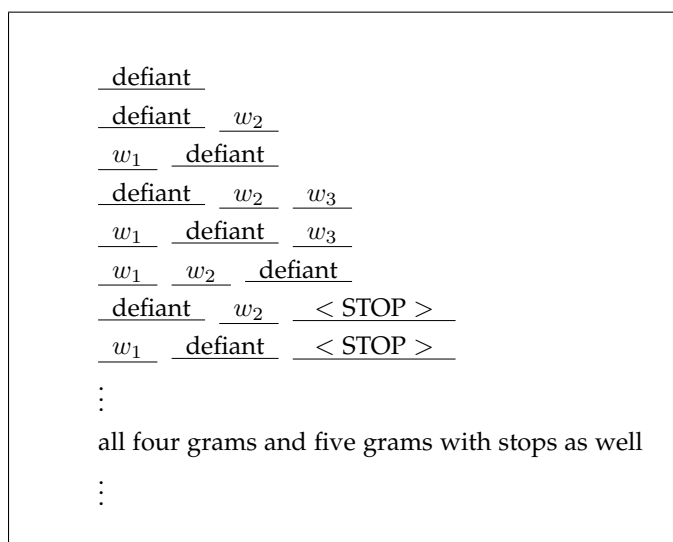 defiant
defiant w₂
w₁ defiant
defiant w₂ w₃
w₁ defiant w₃
w₁ w₂ defiant
defiant w₂ < STOP >
w₁ defiant < STOP >
⋮
all four grams and five grams with stops as well
⋮